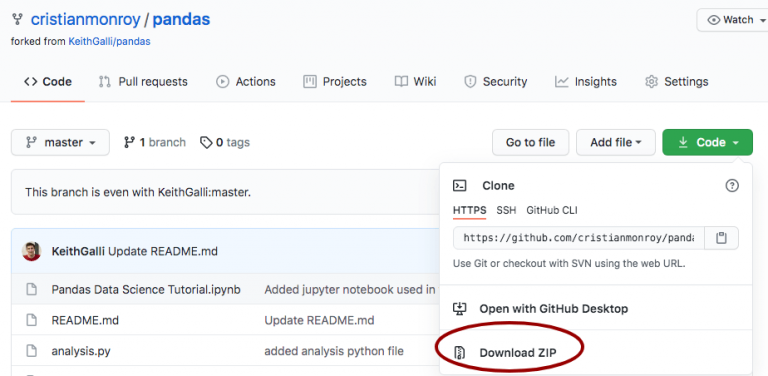 cristianmonroy / pandas
Watch
forked from KeithGalli/pandas
Code
Pull requests
Actions
Projects
Wiki
Security
Insights
Settings
master
1 branch
0 tags
Go to file
Add file
Code
This branch is even with KeithGalli:master.
Clone
HTTPS SSH GitHub CLI
https://github.com/cristianmonroy/panda
Use Git or checkout with SVN using the web URL.
KeithGalli Update README.md
Pandas Data Science Tutorial.ipynb
Added jupyter notebook used in
Open with GitHub Desktop
README.md
Update README.md
analysis.py
added analysis python file
Download ZIP